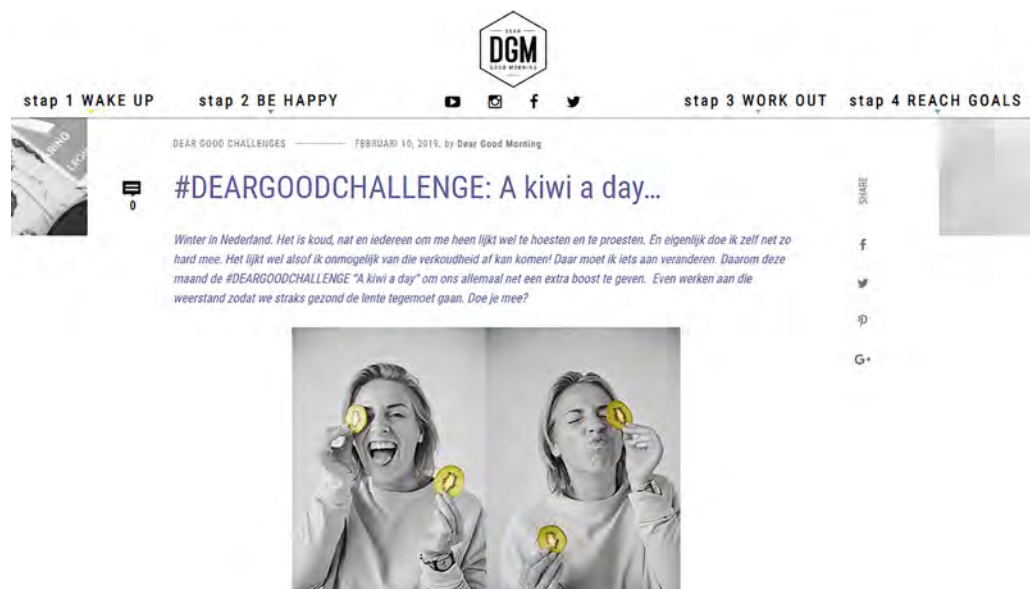 DEAR
DGM
GOOD MORNING
stap 1 WAKE UP
stap 2 BE HAPPY
stap 3 WORK OUT
stap 4 REACH GOALS
DEAR GOOD CHALLENGES
FEBRUARI 10, 2019, by Dear Good Morning
0
#DEARGOODCHALLENGE: A kiwi a day…
SHARE
Winter in Nederland. Het is koud, nat en iedereen om me heen lijkt wel te hoesten en te proesten. En eigenlijk doe ik zelf net zo
hard mee. Het lijkt wel alsof ik onmogelijk van die verkoudheid af kan komen! Daar moet ik iets aan veranderen. Daarom deze
maand de #DEARGOODCHALLENGE “A kiwi a day” om ons allemaal net een extra boost te geven. Even werken aan die
weerstand zodat we straks gezond de lente tegemoet gaan. Doe je mee?
G+